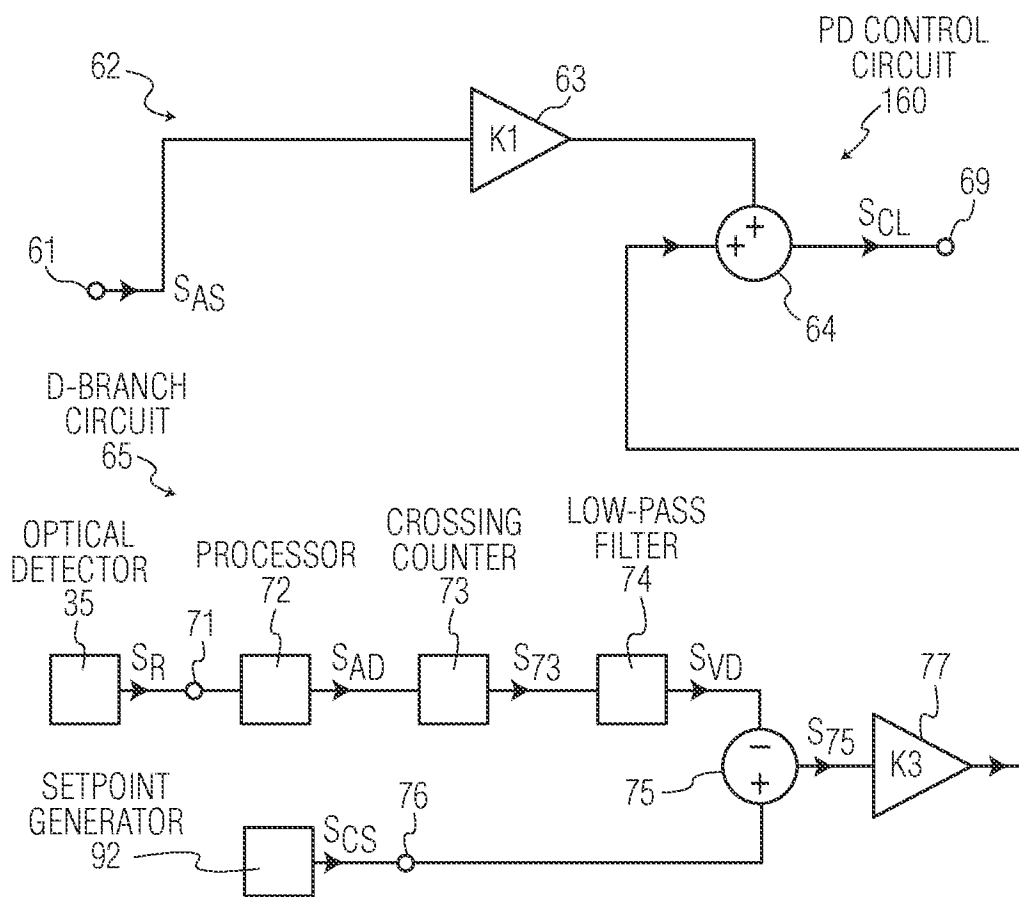 PD CONTROL
CIRCUIT
160
62
63
K1
69
SCL
+
+
61
SAS
64
D-BRANCH
CIRCUIT
65
OPTICAL
DETECTOR
35
PROCESSOR
72
CROSSING
COUNTER
73
LOW-PASS
FILTER
74
71
SR
SAD
S73
SVD
77
−
+
75
S75
K3
SETPOINT
GENERATOR
92
SCS
76